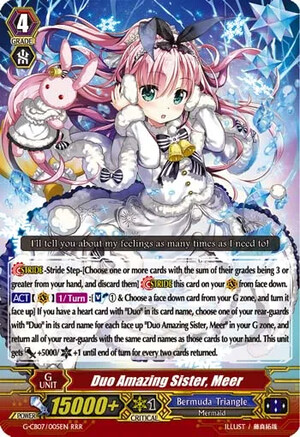 4
GRADE
I'll tell you about my feelings as many times as I need to!
STRIDE -Stride Step-[Choose one or more cards with the sum of their grades being 3 or
greater from your hand, and discard them] STRIDE this card on your from face down.
ACT 1/Turn : & Choose a face down card from your G zone, and turn it
face up] If you have a heart card with "Duo" in its card name, choose one of your rear-guards
with "Duo" in its card name for each face up "Duo Amazing Sister, Meer" in your G zone, and
return all of your rear-guards with the same card names as those chosen to your hand. This
unit gets +5000/ +1 until end of turn for every two cards returned.
G
UNIT
Duo Amazing Sister, Meer
POWER
15000+
1
CRITICAL
Bermuda Triangle
Mermaid
G-CB07/005EN RRR
ILLUST / 藤真拓哉